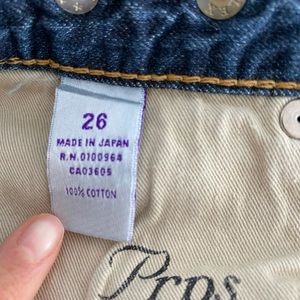 26
MADE IN JAPAN
R.N.0100964
CA03605
100% COTTON
Prps